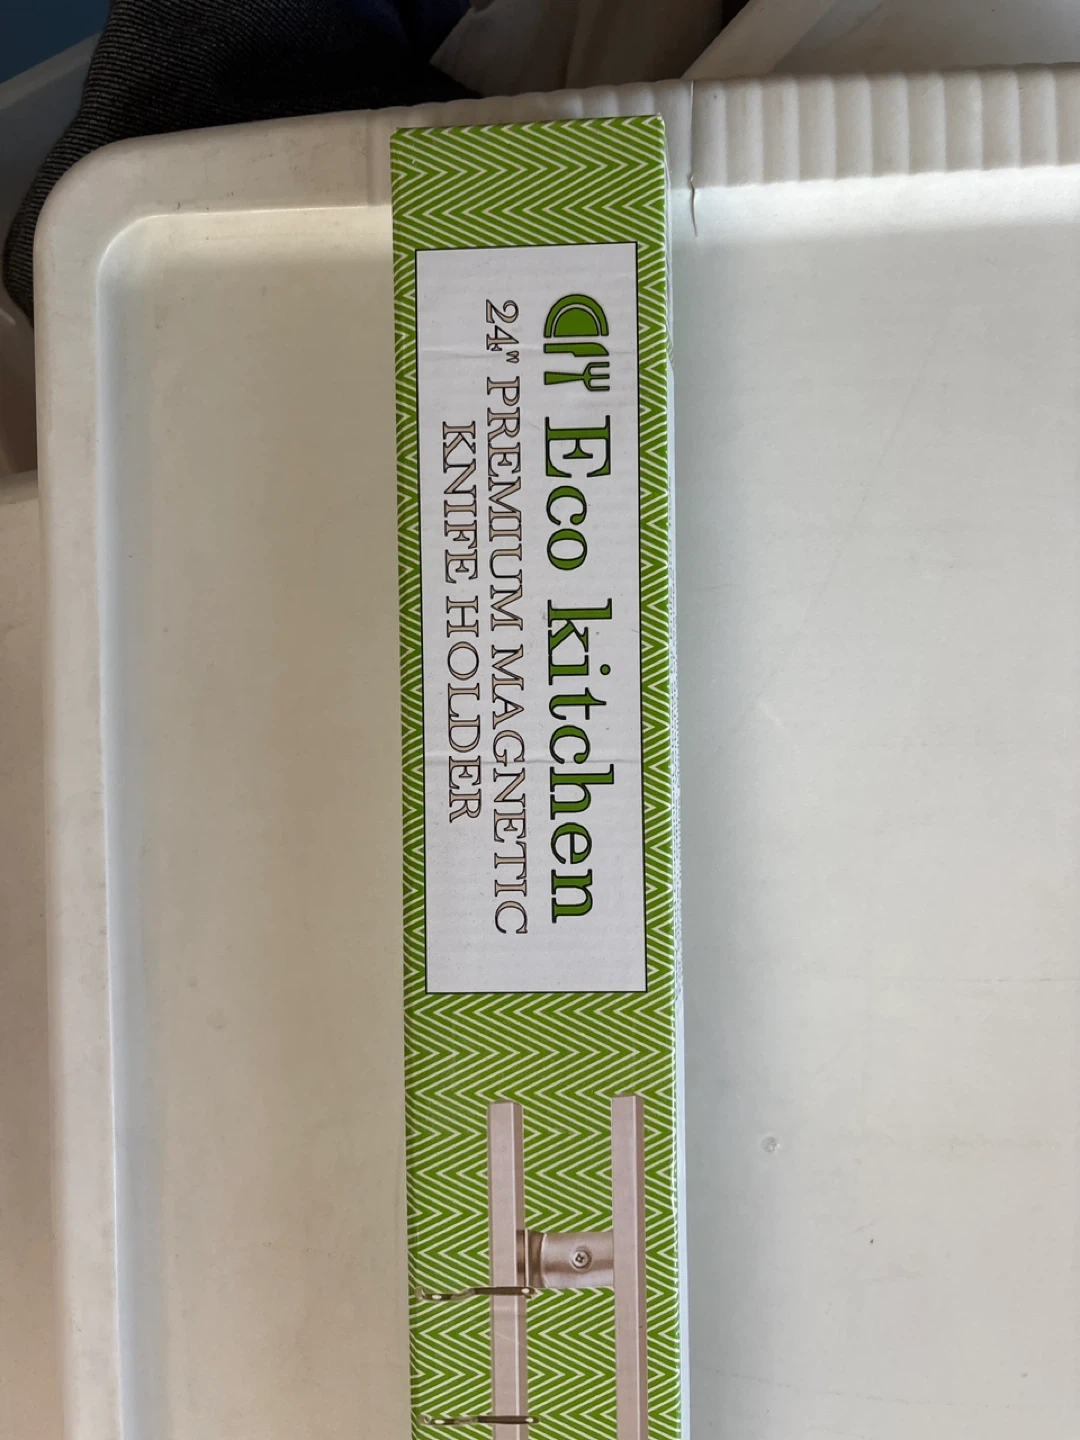 Eco kitchen
24" PREMIUM MAGNETIC
KNIFE HOLDER